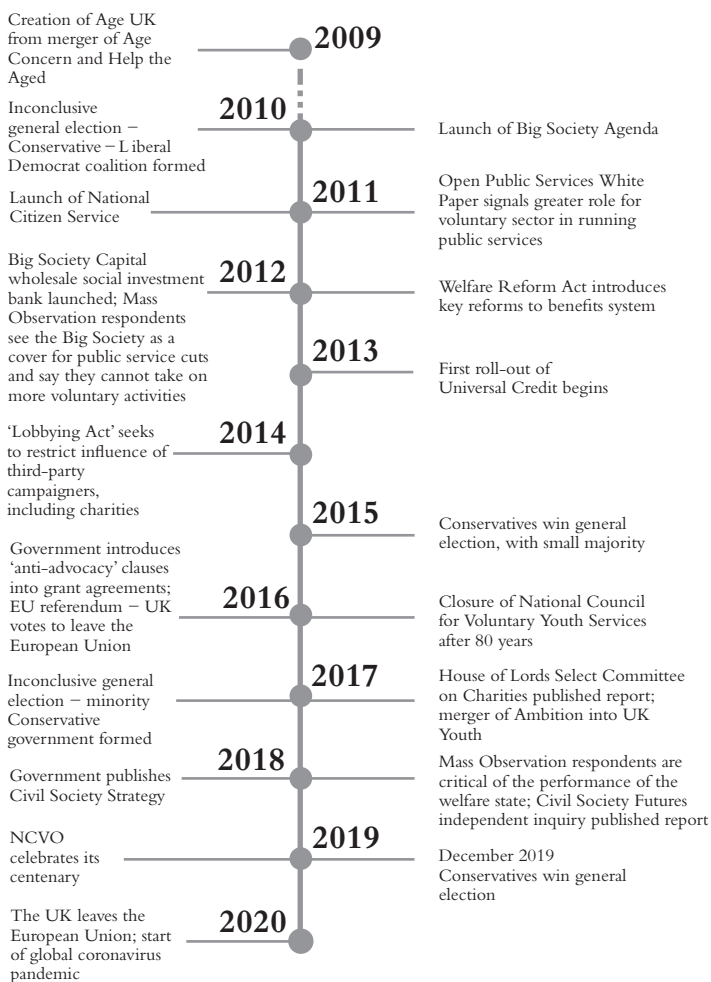 Creation of Age UK
from merger of Age
Concern and Help the
Aged
2009
Inconclusive
general election –
Conservative – Liberal
Democrat coalition formed
2010
Launch of Big Society Agenda
Launch of National
Citizen Service
2011
Open Public Services White
Paper signals greater role for
voluntary sector in running
public services
Big Society Capital
wholesale social investment
bank launched; Mass
Observation respondents
see the Big Society as a
cover for public service cuts
and say they cannot take on
more voluntary activities
2012
Welfare Reform Act introduces
key reforms to benefits system
2013
First roll-out of
Universal Credit begins
‘Lobbying Act’ seeks
to restrict influence of
third-party
campaigners,
including charities
2014
2015
Conservatives win general
election, with small majority
Government introduces
‘anti-advocacy’ clauses
into grant agreements;
EU referendum – UK
votes to leave the
European Union
2016
Closure of National Council
for Voluntary Youth Services
after 80 years
Inconclusive general
election – minority
Conservative
government formed
2017
House of Lords Select Committee
on Charities published report;
merger of Ambition into UK
Youth
Government publishes
Civil Society Strategy
2018
Mass Observation respondents are
critical of the performance of the
welfare state; Civil Society Futures
independent inquiry published report
NCVO
celebrates its
centenary
2019
December 2019
Conservatives win general
election
The UK leaves the
European Union; start
of global coronavirus
pandemic
2020